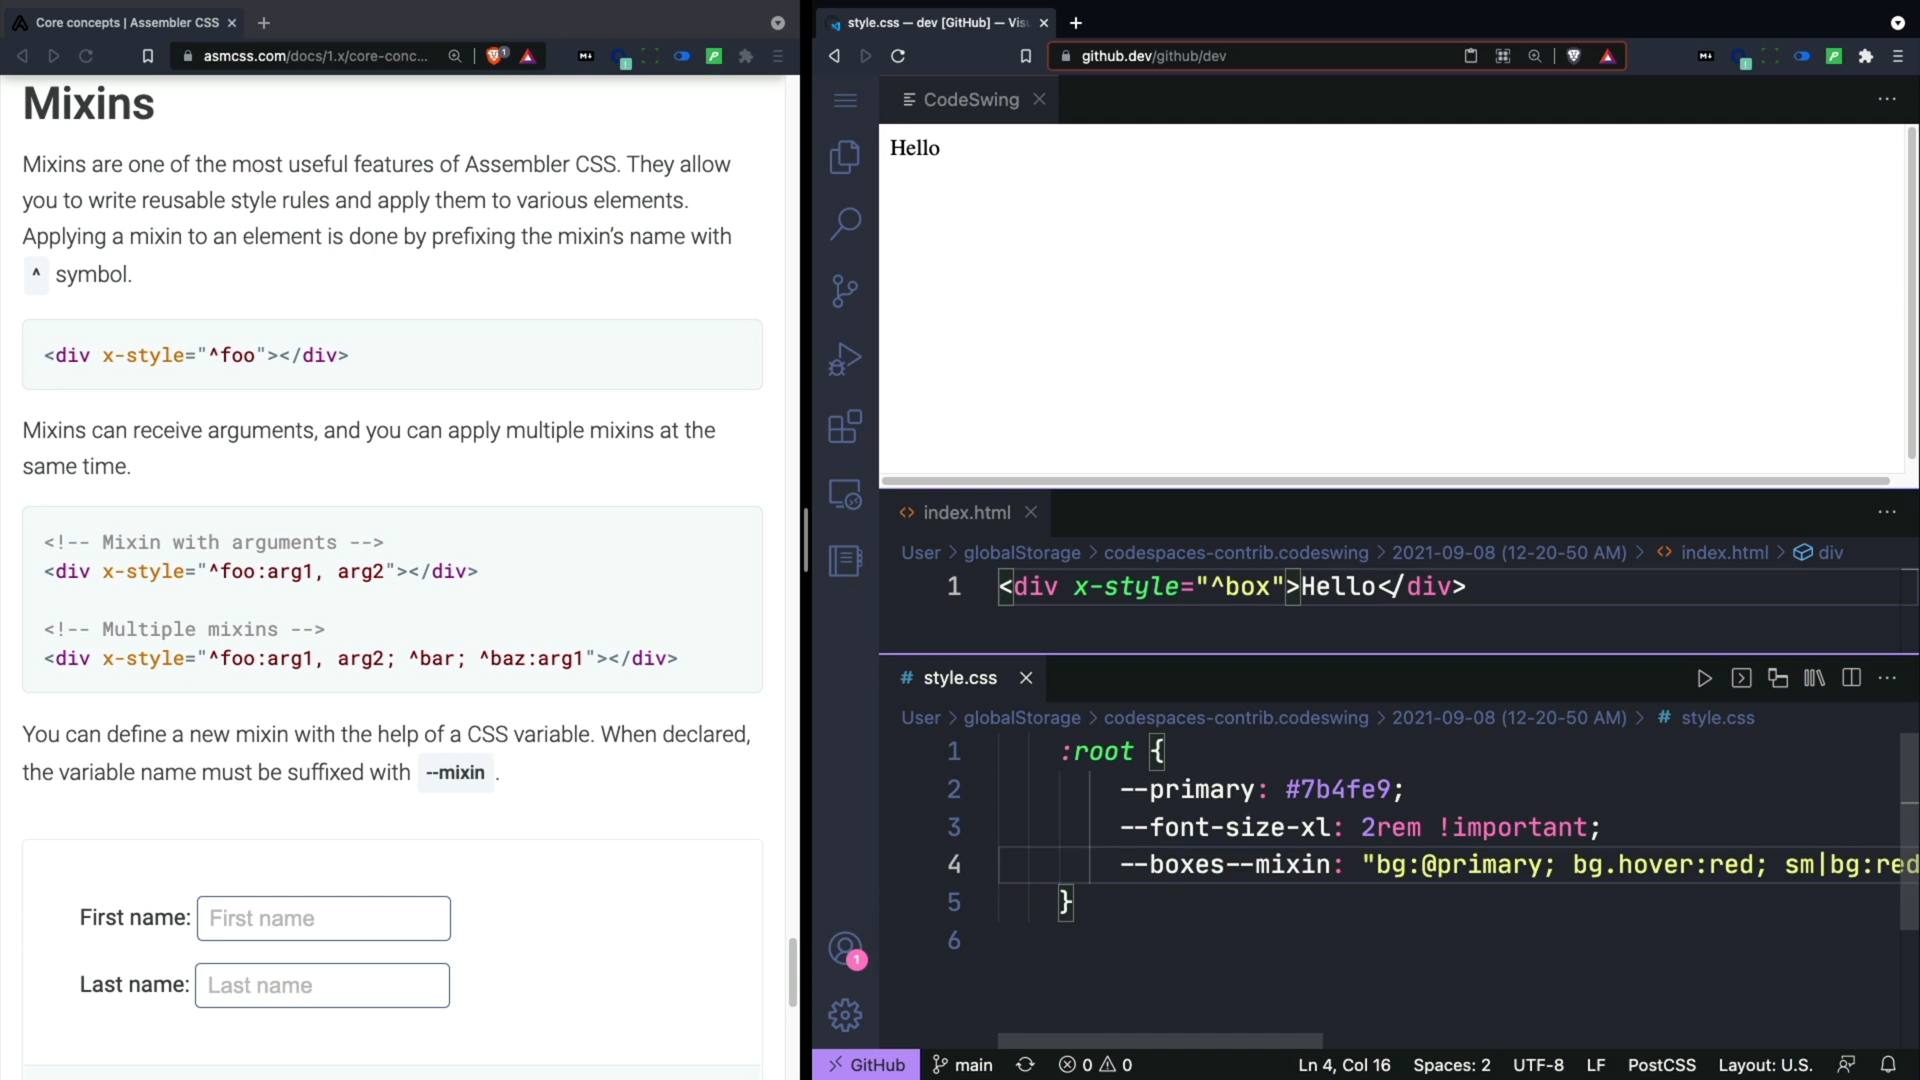 Core concepts | Assembler CSS
style.css — dev [GitHub] — Vis
asmcss.com/docs/1.x/core-conc...
github.dev/github/dev
Mixins
Mixins are one of the most useful features of Assembler CSS. They allow
you to write reusable style rules and apply them to various elements.
Applying a mixin to an element is done by prefixing the mixin’s name with
^ symbol.
<div x-style="^foo"></div>
Mixins can receive arguments, and you can apply multiple mixins at the
same time.
<!-- Mixin with arguments -->
<div x-style="^foo:arg1, arg2"></div>
<!-- Multiple mixins -->
<div x-style="^foo:arg1, arg2; ^bar; ^baz:arg1"></div>
You can define a new mixin with the help of a CSS variable. When declared,
the variable name must be suffixed with --mixin .
First name: First name
Last name: Last name
CodeSwing
Hello
index.html
User > globalStorage > codespaces-contrib.codeswing > 2021-09-08 (12-20-50 AM) > index.html > div
1 <div x-style="^box">Hello</div>
# style.css
User > globalStorage > codespaces-contrib.codeswing > 2021-09-08 (12-20-50 AM) > # style.css
1 :root {
2 --primary: #7b4fe9;
3 --font-size-xl: 2rem !important;
4 --boxes--mixin: "bg:@primary; bg.hover:red; sm|bg:red
5 }
6
1
GitHub main 0 0 Ln 4, Col 16 Spaces: 2 UTF-8 LF PostCSS Layout: U.S.